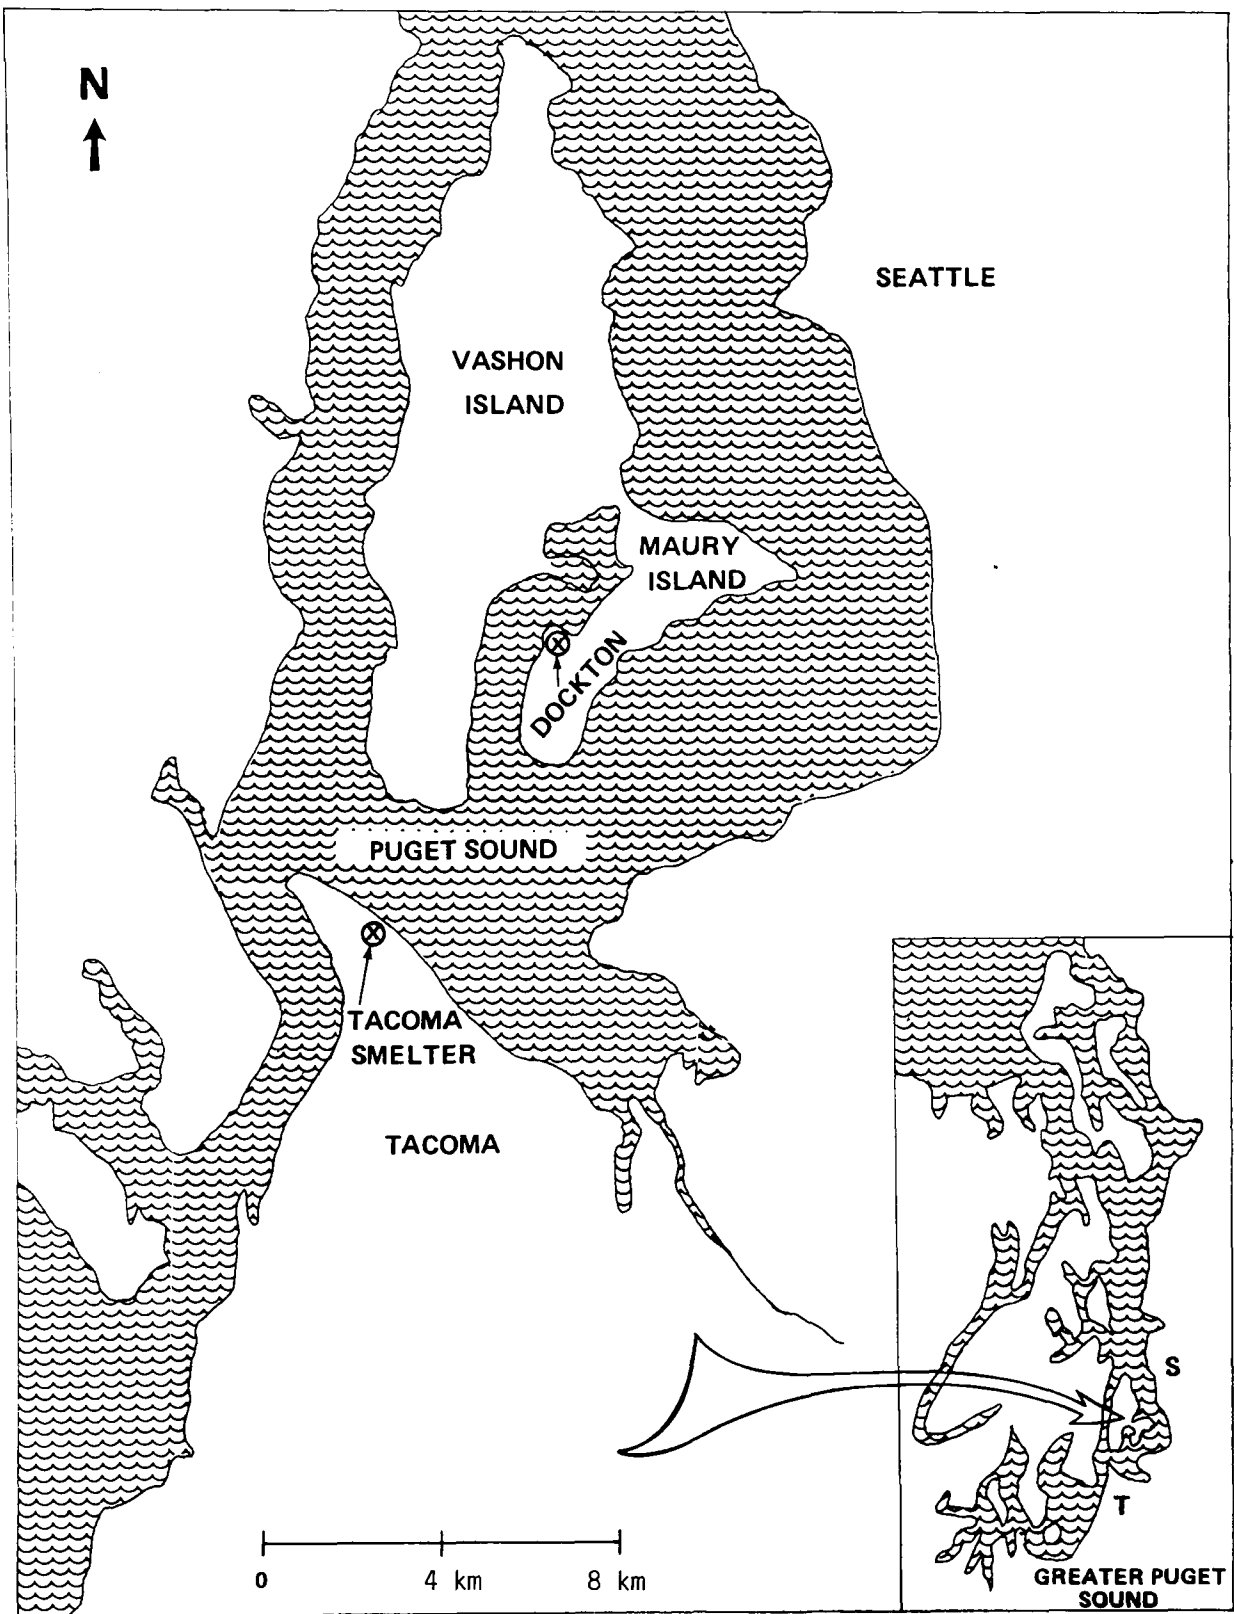 N
SEATTLE
VASHON
ISLAND
MAURY
ISLAND
DOCKTON
PUGET SOUND
TACOMA
SMELTER
TACOMA
S
T
0 4 km 8 km
GREATER PUGET
SOUND